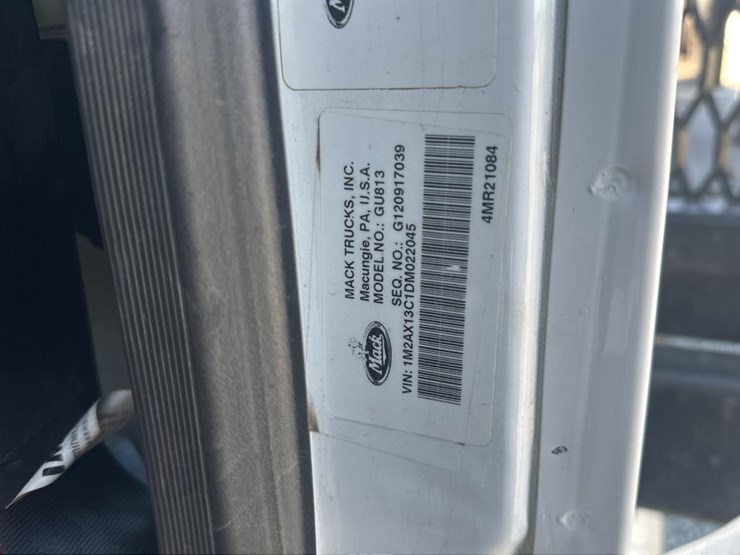 MACK TRUCKS, INC.
Macungie, PA, U.S.A.
MODEL NO.: GU813
SEQ. NO.: G120917039
Mack
VIN: 1M2AX13C1DM022045
4MR21084